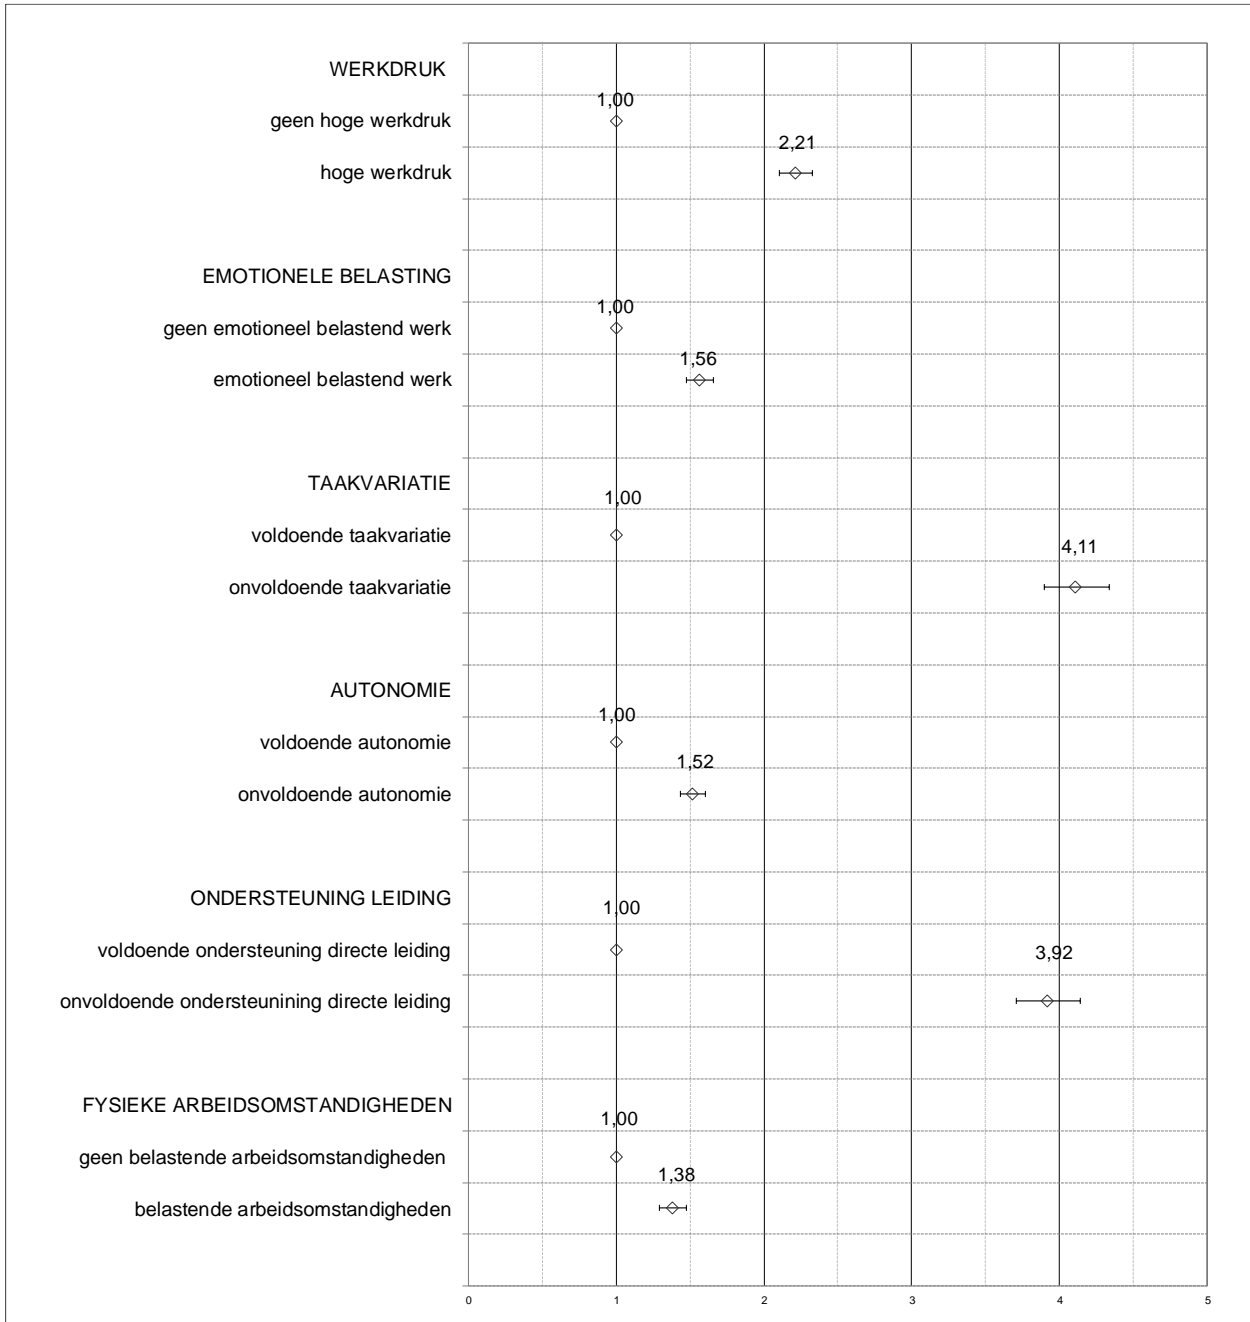 WERKDRUK
1,00
geen hoge werkdruk
2,21
hoge werkdruk
EMOTIONELE BELASTING
1,00
geen emotioneel belastend werk
1,56
emotioneel belastend werk
TAAKVARIATIE
1,00
voldoende taakvariatie
4,11
onvoldoende taakvariatie
AUTONOMIE
1,00
voldoende autonomie
1,52
onvoldoende autonomie
ONDERSTEUNING LEIDING
1,00
voldoende ondersteuning directe leiding
3,92
onvoldoende ondersteunining directe leiding
FYSIEKE ARBEIDSOMSTANDIGHEDEN
1,00
geen belastende arbeidsomstandigheden
1,38
belastende arbeidsomstandigheden
0 1 2 3 4 5